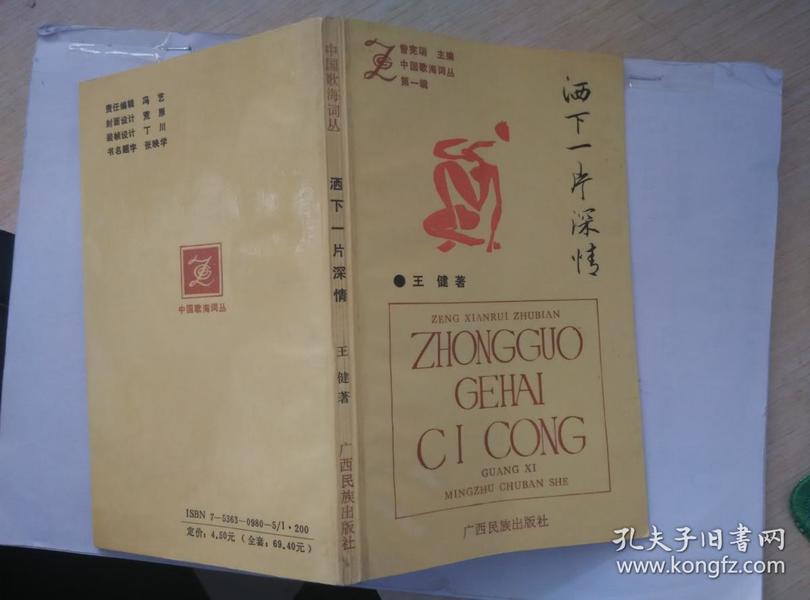 责任编辑 冯艺
封面设计 荒原
装帧设计 丁川
书名题字 张映学
中国歌海词丛
ISBN 7-5363-0980-5/I·200
定价：4.50元 (全套：69.40元)
中国歌海词丛
洒下一片深情
王健著
广西民族出版社
曾宪瑞 主编
中国歌海词丛
第一辑
洒下一片深情
●王健著
ZENG XIANRUI ZHUBIAN
ZHONGGUO
GEHAI
CI CONG
GUANG XI
MINGZHU CHUBAN SHE
广西民族出版社
孔夫子旧书网
www.kongfz.com